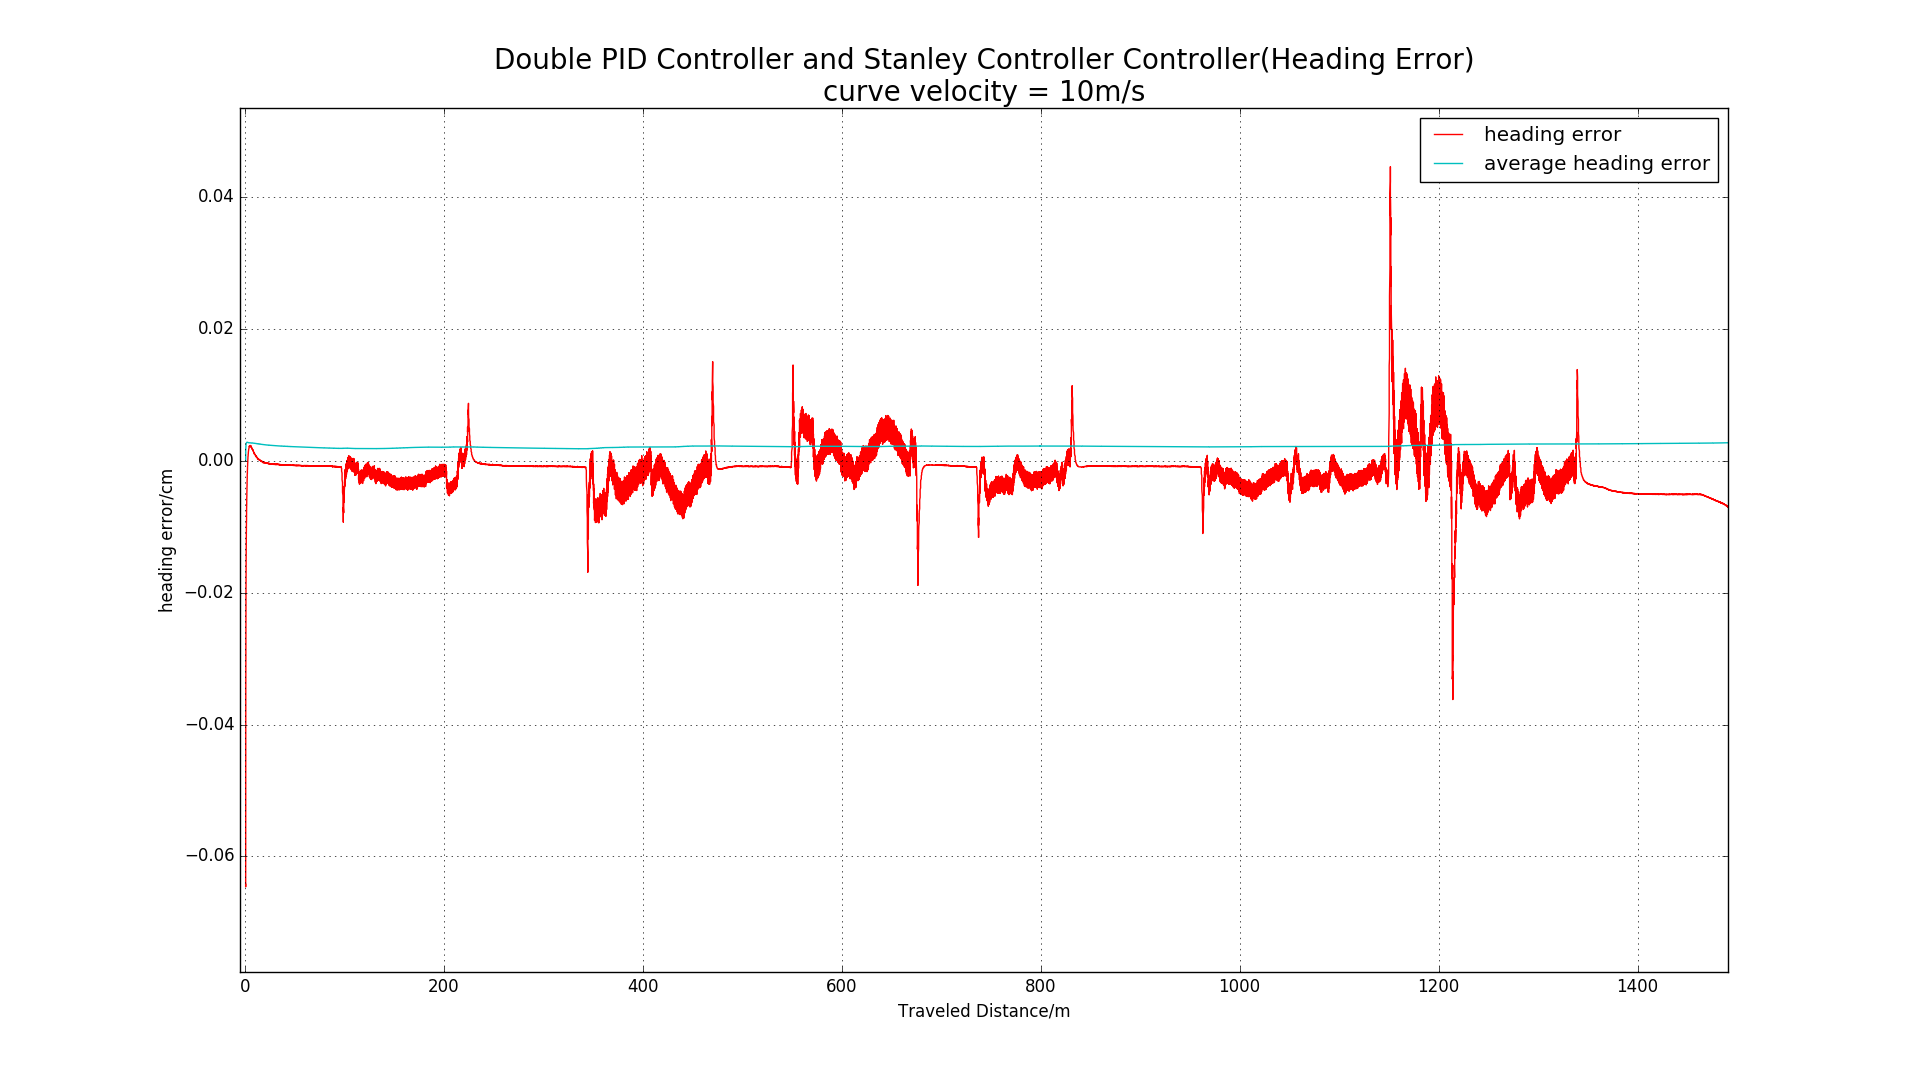 Double PID Controller and Stanley Controller Controller(Heading Error)
curve velocity = 10m/s
heading error
average heading error
0.04
0.02
0.00
−0.02
−0.04
−0.06
heading error/cm
0 200 400 600 800 1000 1200 1400
Traveled Distance/m